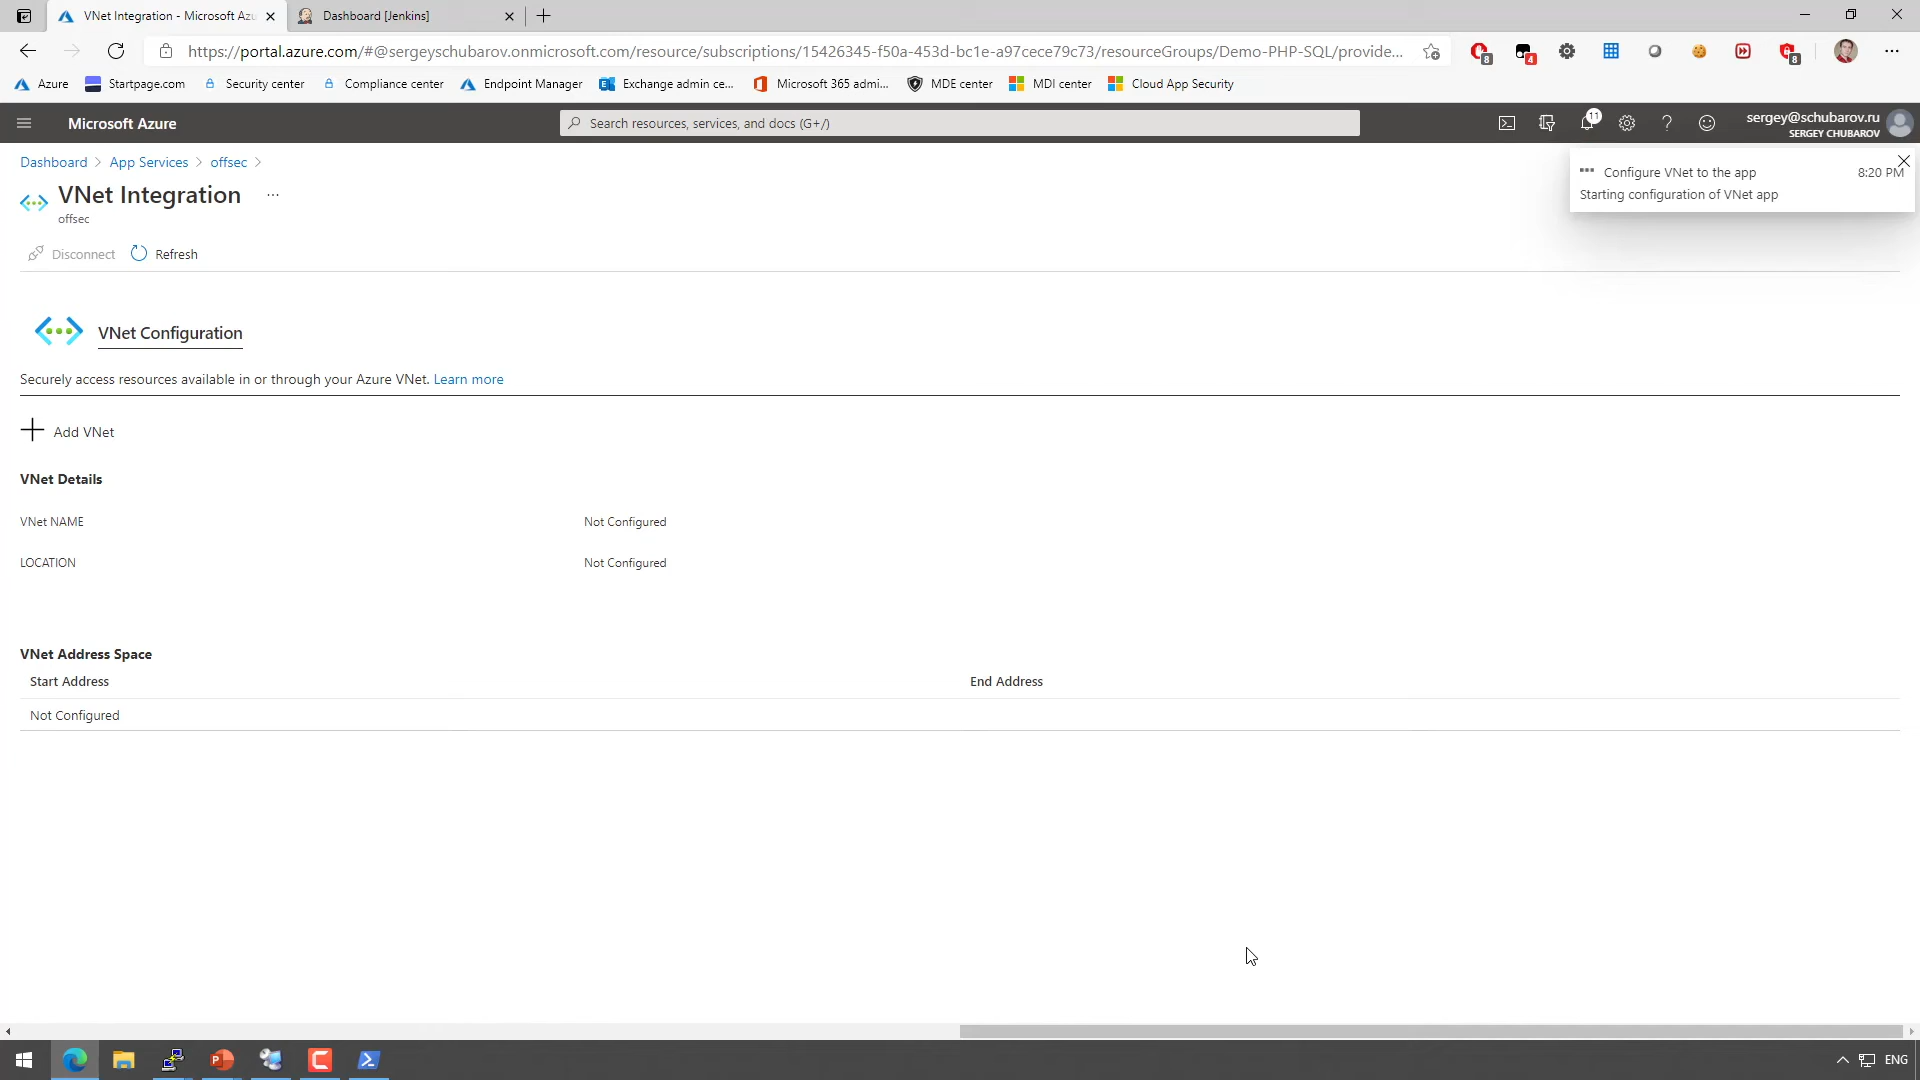 VNet Integration - Microsoft Azu
Dashboard [Jenkins]
https://portal.azure.com/#@sergeyschubarov.onmicrosoft.com/resource/subscriptions/15426345-f50a-453d-bc1e-a97cece79c73/resourceGroups/Demo-PHP-SQL/provide...
8
4
8
Azure
Startpage.com
Security center
Compliance center
Endpoint Manager
Exchange admin ce...
Microsoft 365 admi...
MDE center
MDI center
Cloud App Security
Microsoft Azure
Search resources, services, and docs (G+/)
11
sergey@schubarov.ru
SERGEY CHUBAROV
Dashboard > App Services > offsec >
VNet Integration ...
offsec
Configure VNet to the app 8:20 PM
Starting configuration of VNet app
Disconnect Refresh
VNet Configuration
Securely access resources available in or through your Azure VNet. Learn more
Add VNet
VNet Details
VNet NAME Not Configured
LOCATION Not Configured
VNet Address Space
Start Address End Address
Not Configured
ENG